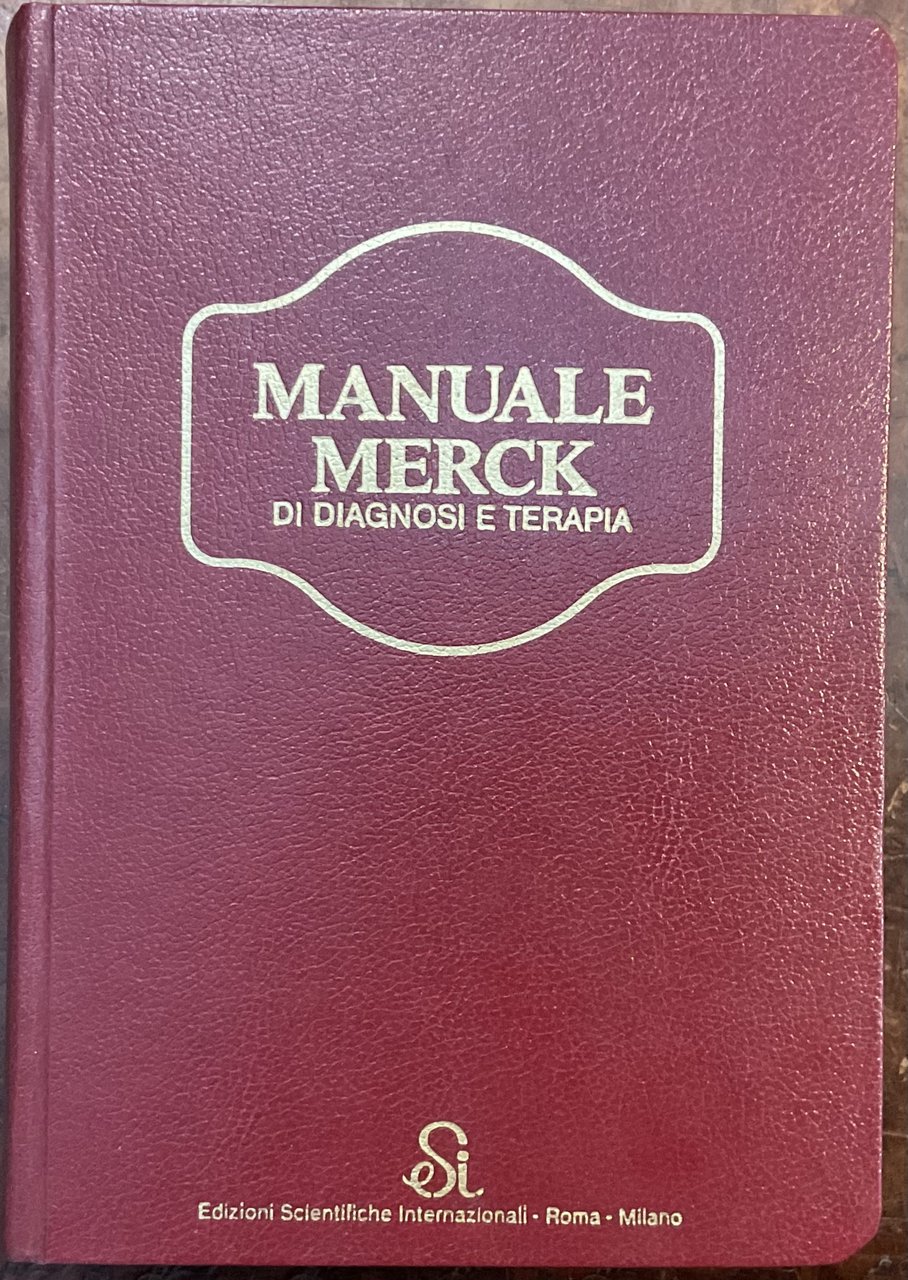 MANUALE
MERCK
DI DIAGNOSI E TERAPIA
eSi
Edizioni Scientifiche Internazionali - Roma - Milano